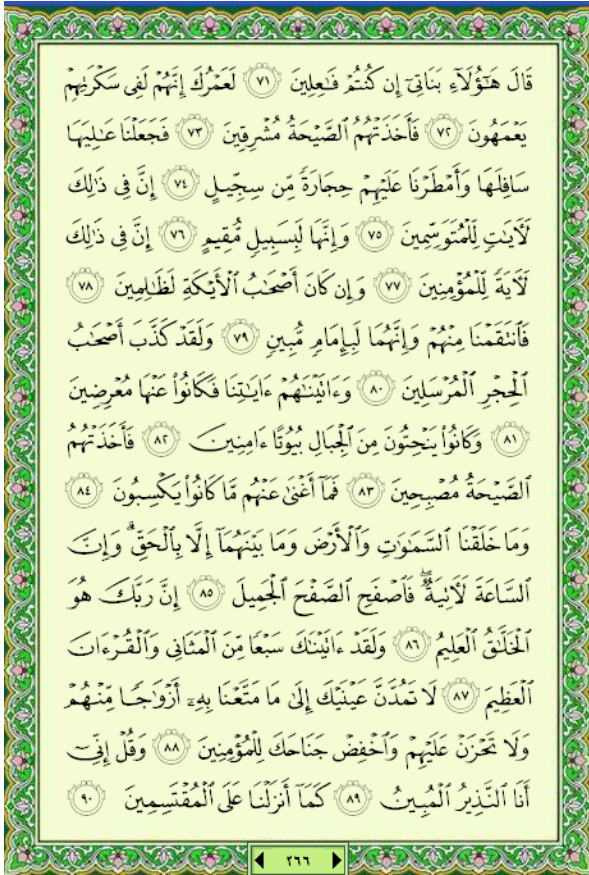 قَالَ هَٰٓؤُلَآءِ بَنَاتِىٓ إِن كُنتُمْ فَٰعِلِينَ ٧١ لَعَمْرُكَ إِنَّهُمْ لَفِى سَكْرَتِهِمْ
يَعْمَهُونَ ٧٢ فَأَخَذَتْهُمُ ٱلصَّيْحَةُ مُشْرِقِينَ ٧٣ فَجَعَلْنَا عَٰلِيَهَا
سَافِلَهَا وَأَمْطَرْنَا عَلَيْهِمْ حِجَارَةً مِّن سِجِّيلٍ ٧٤ إِنَّ فِى ذَٰلِكَ
لَءَايَٰتٍ لِّلْمُتَوَسِّمِينَ ٧٥ وَإِنَّهَا لَبِسَبِيلٍ مُّقِيمٍ ٧٦ إِنَّ فِى ذَٰلِكَ
لَءَايَةً لِّلْمُؤْمِنِينَ ٧٧ وَإِن كَانَ أَصْحَٰبُ ٱلْأَيْكَةِ لَظَٰلِمِينَ ٧٨
فَٱنتَقَمْنَا مِنْهُمْ وَإِنَّهُمَا لَبِإِمَامٍ مُّبِينٍ ٧٩ وَلَقَدْ كَذَّبَ أَصْحَٰبُ
ٱلْحِجْرِ ٱلْمُرْسَلِينَ ٨٠ وَءَاتَيْنَٰهُمْ ءَايَٰتِنَا فَكَانُوا۟ عَنْهَا مُعْرِضِينَ
٨١ وَكَانُوا۟ يَنْحِتُونَ مِنَ ٱلْجِبَالِ بُيُوتًا ءَامِنِينَ ٨٢ فَأَخَذَتْهُمُ
ٱلصَّيْحَةُ مُصْبِحِينَ ٨٣ فَمَآ أَغْنَىٰ عَنْهُم مَّا كَانُوا۟ يَكْسِبُونَ ٨٤
وَمَا خَلَقْنَا ٱلسَّمَٰوَٰتِ وَٱلْأَرْضَ وَمَا بَيْنَهُمَآ إِلَّا بِٱلْحَقِّ ۗ وَإِنَّ
ٱلسَّاعَةَ لَءَاتِيَةٌ ۖ فَٱصْفَحِ ٱلصَّفْحَ ٱلْجَمِيلَ ٨٥ إِنَّ رَبَّكَ هُوَ
ٱلْخَلَّٰقُ ٱلْعَلِيمُ ٨٦ وَلَقَدْ ءَاتَيْنَٰكَ سَبْعًا مِّنَ ٱلْمَثَانِى وَٱلْقُرْءَانَ
ٱلْعَظِيمَ ٨٧ لَا تَمُدَّنَّ عَيْنَيْكَ إِلَىٰ مَا مَتَّعْنَا بِهِۦٓ أَزْوَٰجًا مِّنْهُمْ
وَلَا تَحْزَنْ عَلَيْهِمْ وَٱخْفِضْ جَنَاحَكَ لِلْمُؤْمِنِينَ ٨٨ وَقُلْ إِنِّىٓ
أَنَا ٱلنَّذِيرُ ٱلْمُبِينُ ٨٩ كَمَآ أَنزَلْنَا عَلَى ٱلْمُقْتَسِمِينَ ٩٠
٢٦٦